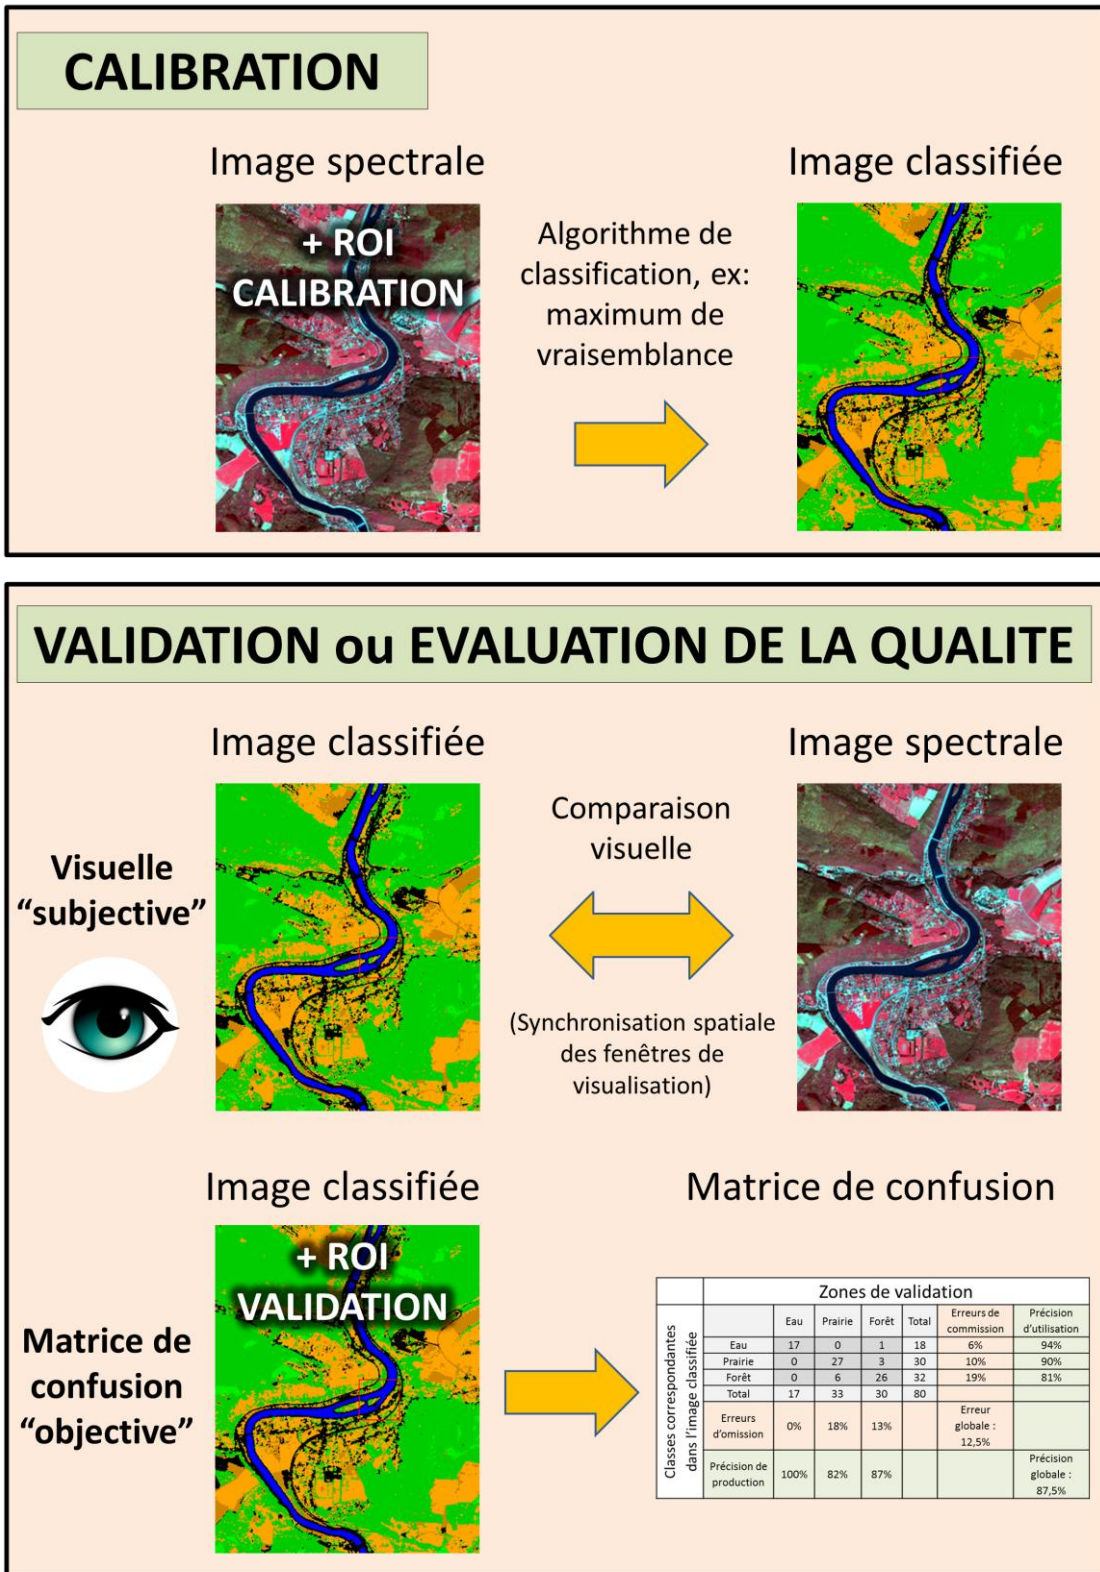 CALIBRATION
Image spectrale
Image classifiée
+ ROI
CALIBRATION
Algorithme de
classification, ex:
maximum de
vraisemblance
VALIDATION ou EVALUATION DE LA QUALITE
Image classifiée
Image spectrale
Visuelle
“subjective”
Comparaison
visuelle
(Synchronisation spatiale
des fenêtres de
visualisation)
Image classifiée
Matrice de confusion
+ ROI
VALIDATION
Matrice de
confusion
“objective”
Zones de validation
Classes correspondantes
dans l’image classifiée
Eau Prairie Forêt Total Erreurs de commission Précision d’utilisation
Eau 17 0 1 18 6% 94%
Prairie 0 27 3 30 10% 90%
Forêt 0 6 26 32 19% 81%
Total 17 33 30 80
Erreurs d’omission 0% 18% 13% Erreur globale : 12,5%
Précision de production 100% 82% 87% Précision globale : 87,5%